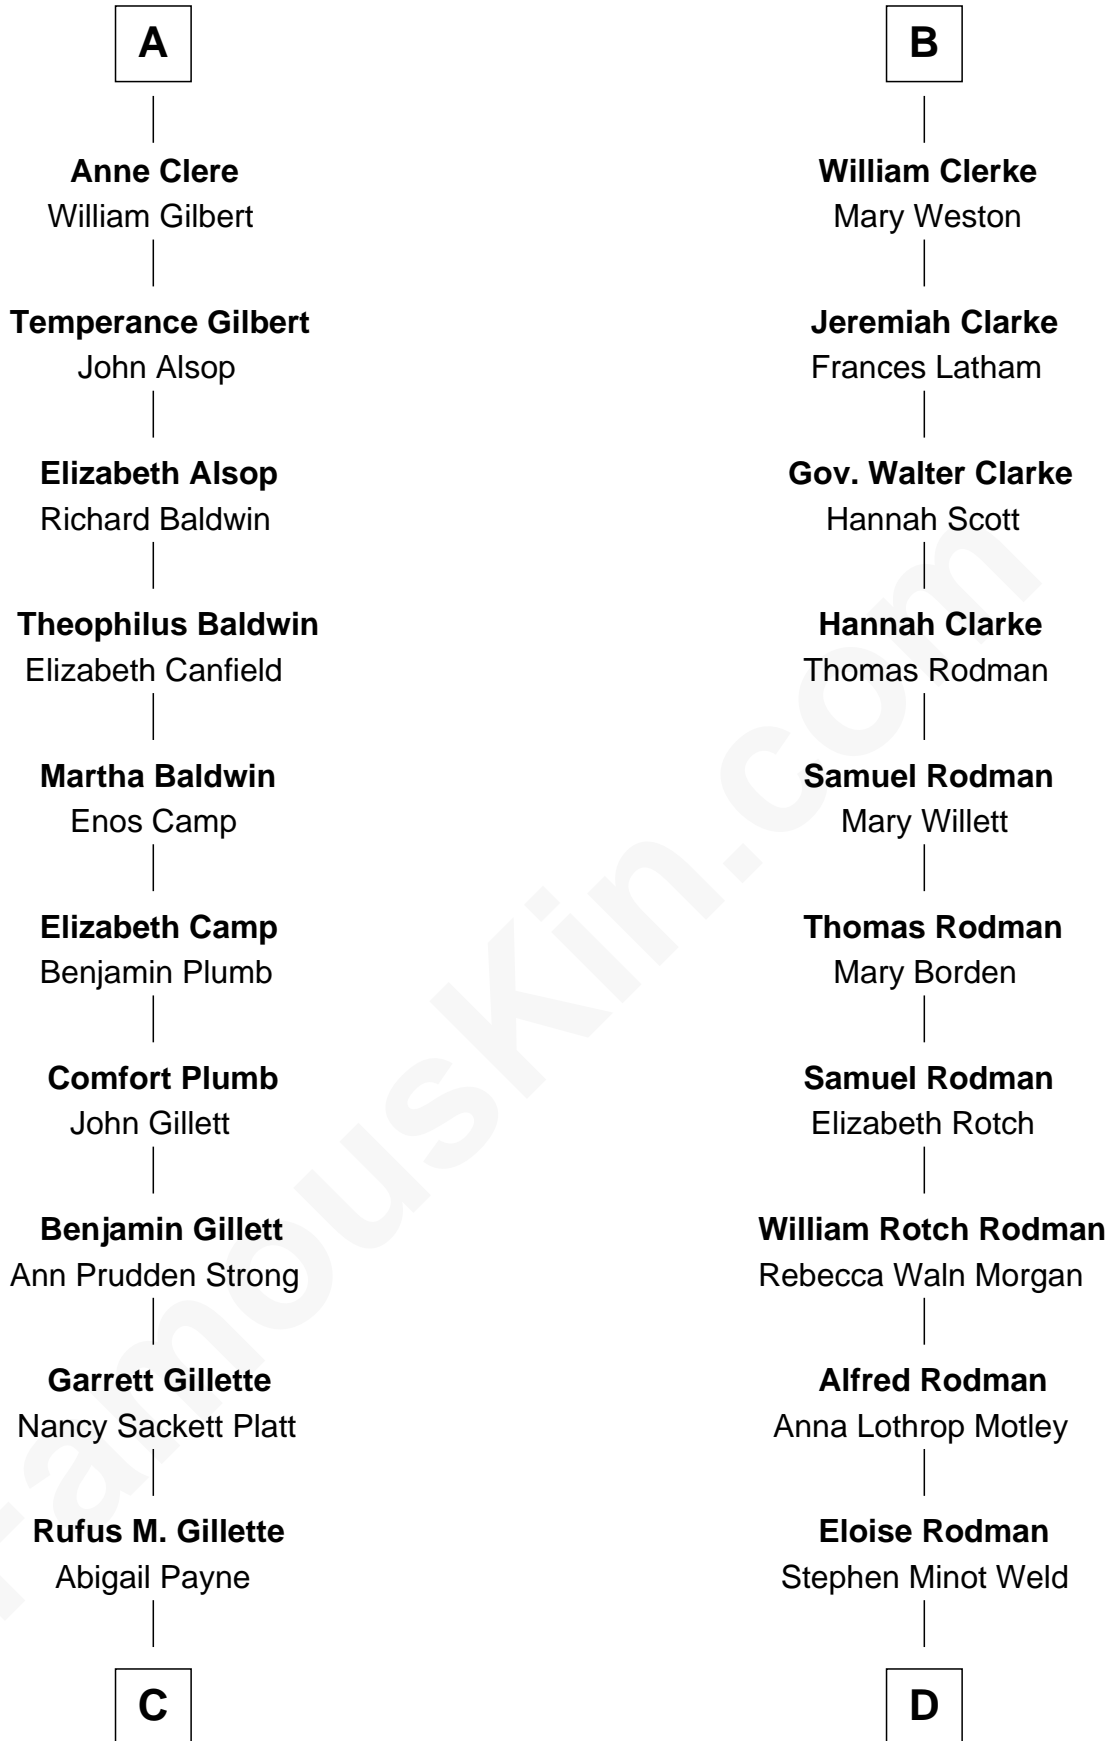 A
Anne Clere
William Gilbert
Temperance Gilbert
John Alsop
Elizabeth Alsop
Richard Baldwin
Theophilus Baldwin
Elizabeth Canfield
Martha Baldwin
Enos Camp
Elizabeth Camp
Benjamin Plumb
Comfort Plumb
John Gillett
Benjamin Gillett
Ann Prudden Strong
Garrett Gillette
Nancy Sackett Platt
Rufus M. Gillette
Abigail Payne
C
B
William Clerke
Mary Weston
Jeremiah Clarke
Frances Latham
Gov. Walter Clarke
Hannah Scott
Hannah Clarke
Thomas Rodman
Samuel Rodman
Mary Willett
Thomas Rodman
Mary Borden
Samuel Rodman
Elizabeth Rotch
William Rotch Rodman
Rebecca Waln Morgan
Alfred Rodman
Anna Lothrop Motley
Eloise Rodman
Stephen Minot Weld
D
FamousKin.com